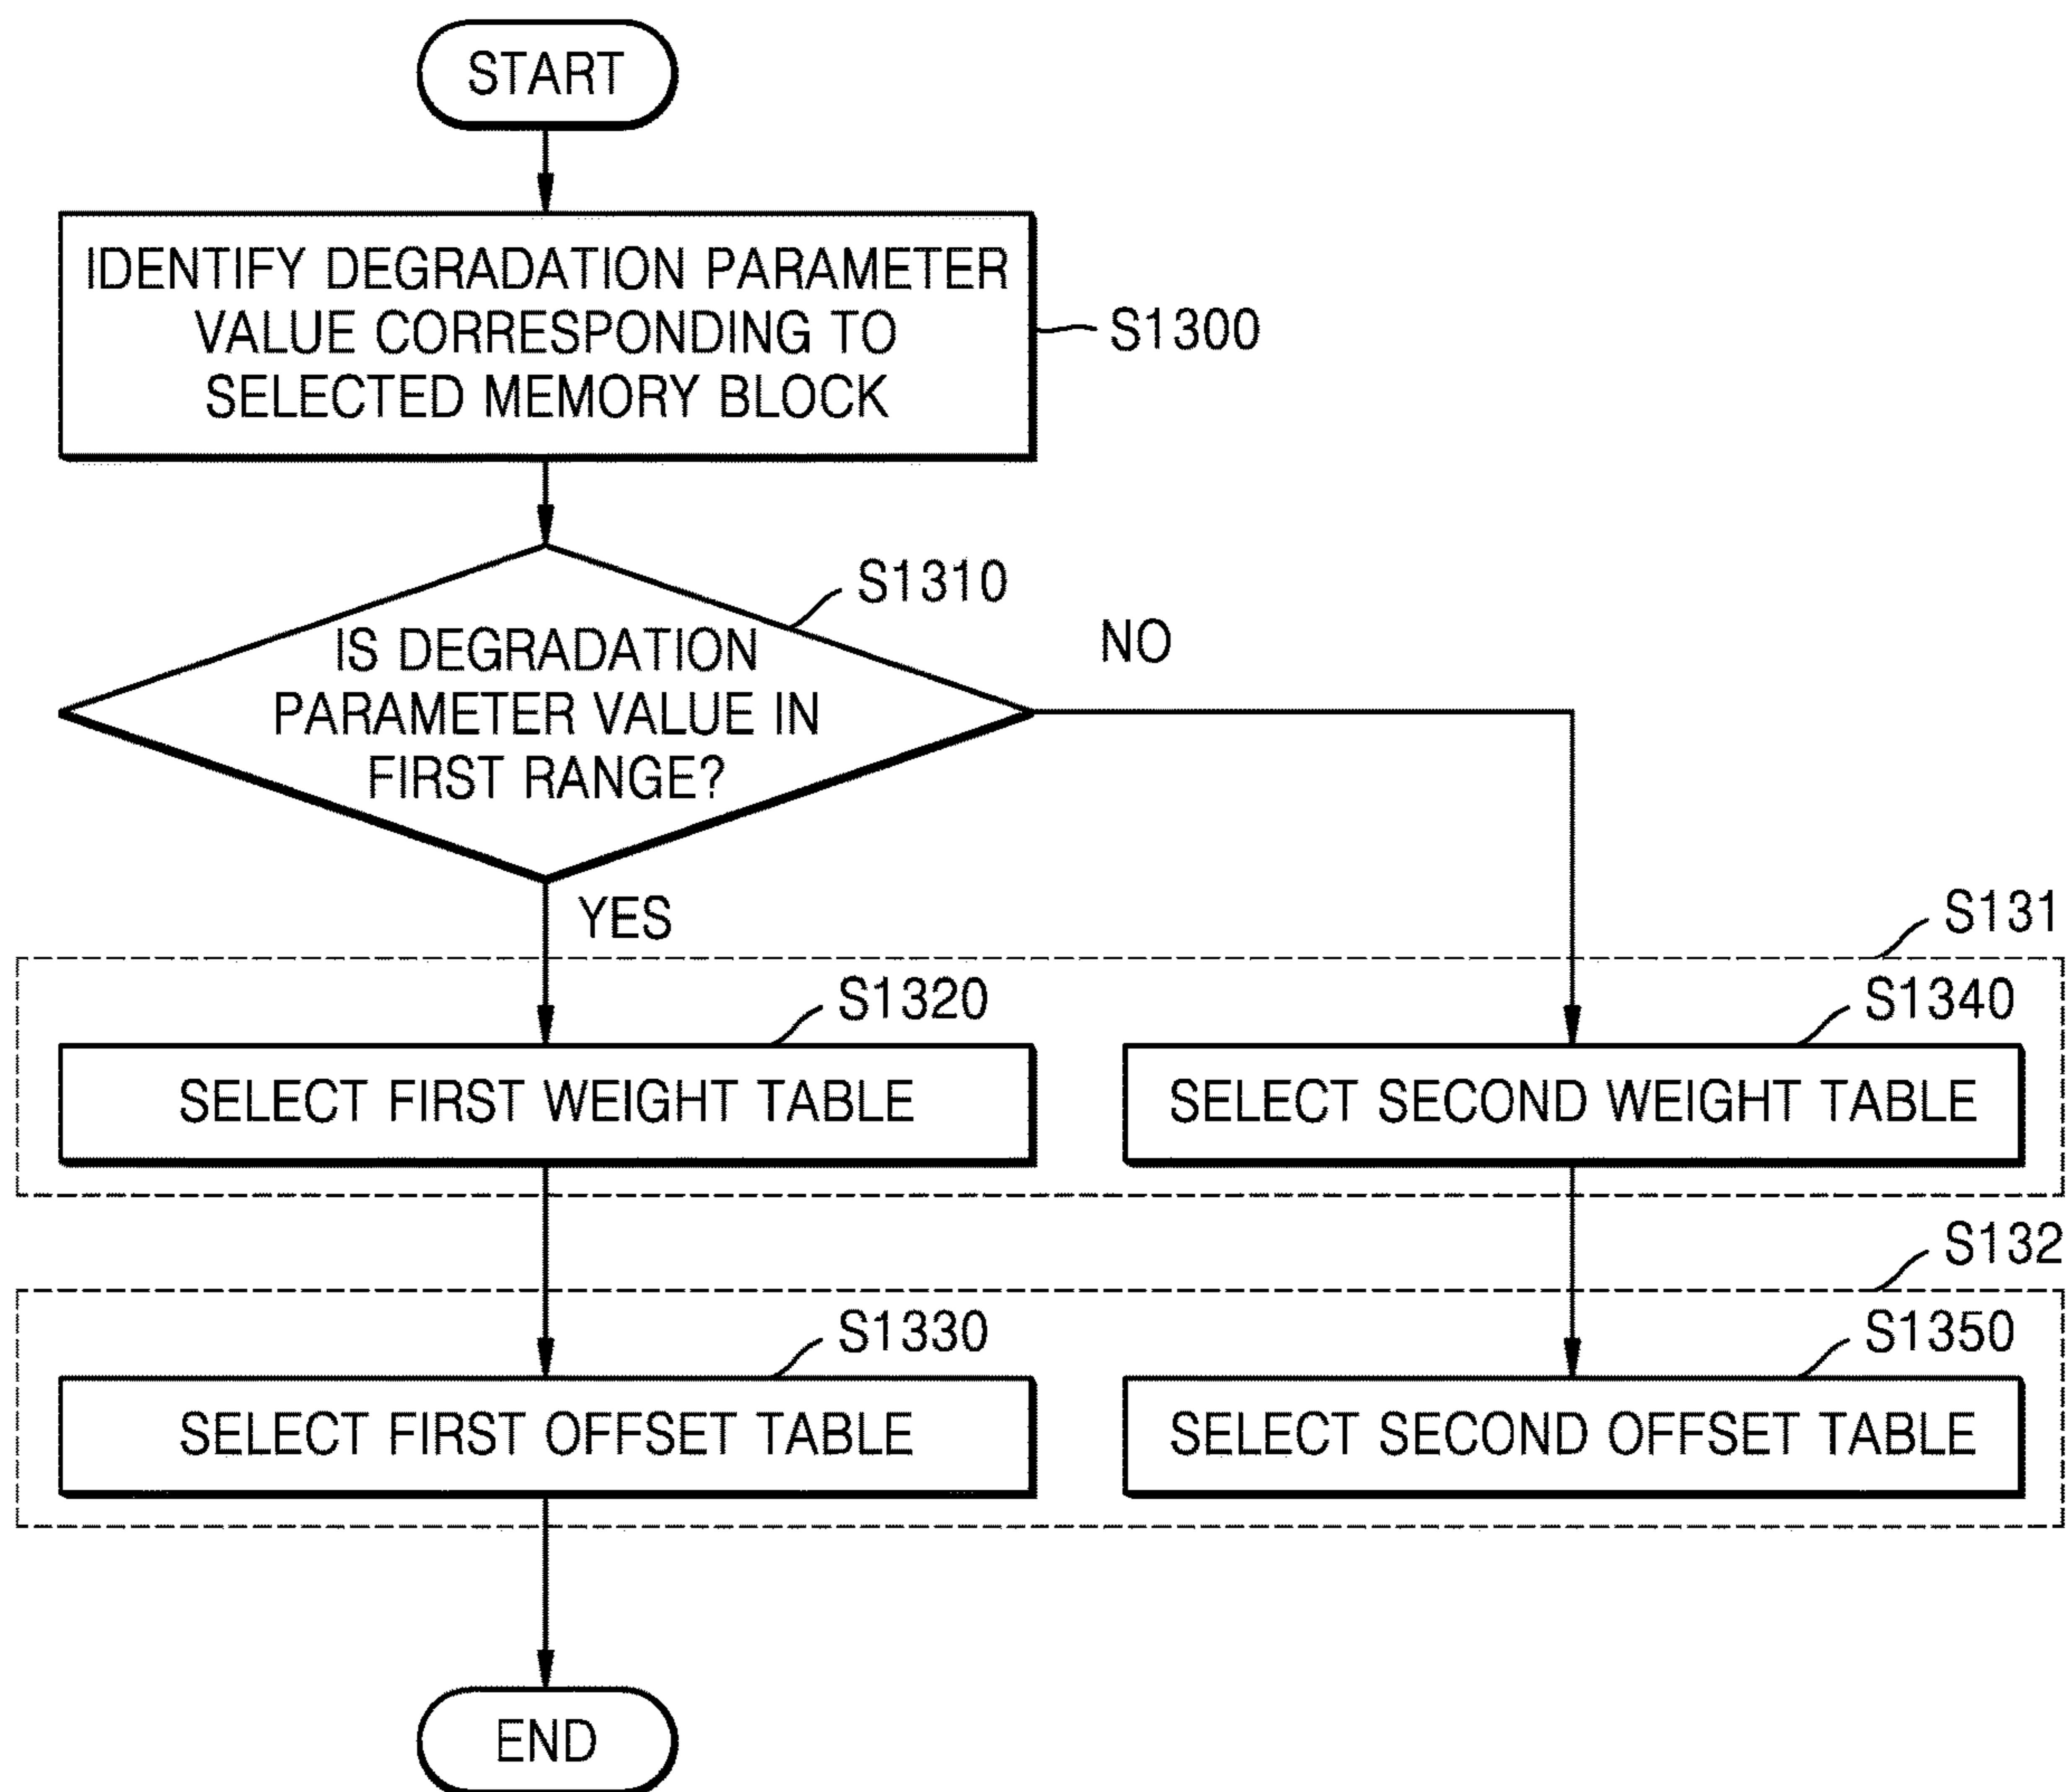 START
IDENTIFY DEGRADATION PARAMETER
VALUE CORRESPONDING TO
SELECTED MEMORY BLOCK
S1300
S1310
IS DEGRADATION
PARAMETER VALUE IN
FIRST RANGE?
NO
YES
S131
S1320
S1340
SELECT FIRST WEIGHT TABLE
SELECT SECOND WEIGHT TABLE
S132
S1330
S1350
SELECT FIRST OFFSET TABLE
SELECT SECOND OFFSET TABLE
END